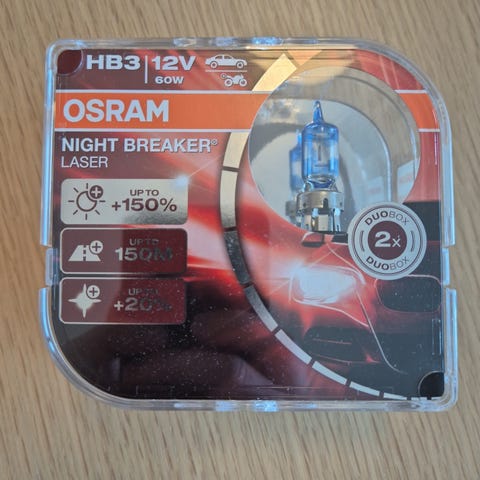 HB3 12V
60W
OSRAM
NIGHT BREAKER®
LASER
UP TO
+150%
UP TO
150M
UP TO
+20%
DUOBOX
2x
DUOBOX